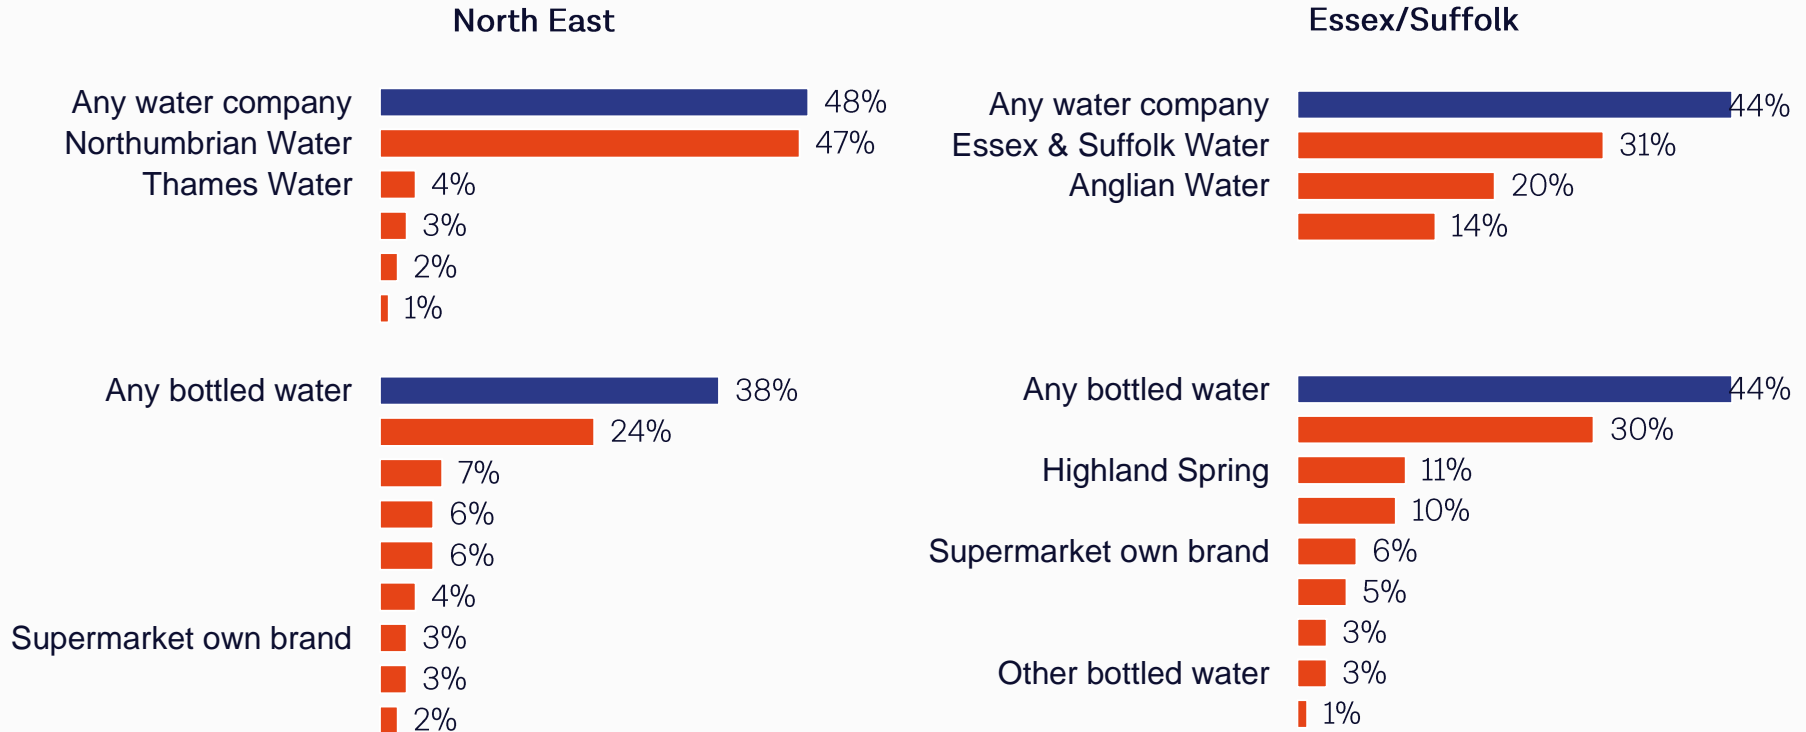 North East
Any water company 48%
Northumbrian Water 47%
Thames Water 4%
3%
2%
1%
Any bottled water 38%
24%
7%
6%
6%
4%
Supermarket own brand 3%
3%
2%
Essex/Suffolk
Any water company 44%
Essex & Suffolk Water 31%
Anglian Water 20%
14%
Any bottled water 44%
30%
Highland Spring 11%
10%
Supermarket own brand 6%
5%
3%
Other bottled water 3%
1%